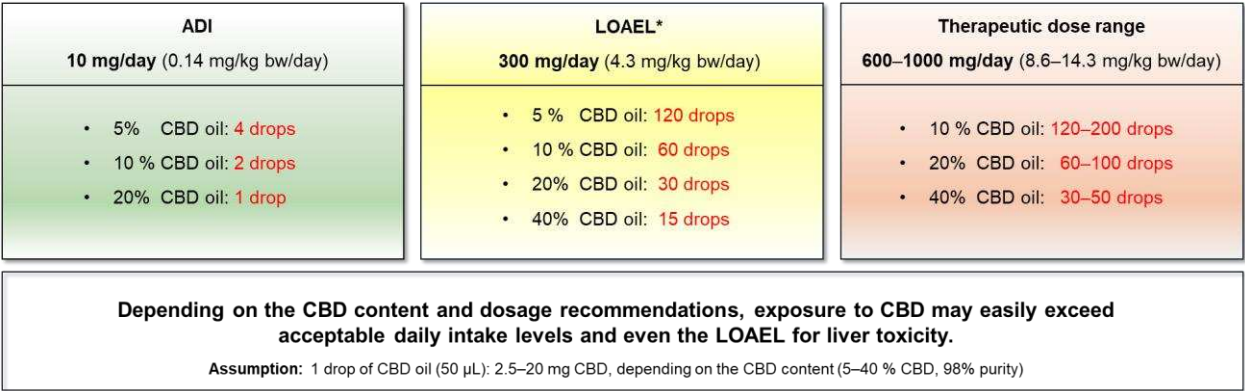 ADI
10 mg/day (0.14 mg/kg bw/day)
• 5% CBD oil: 4 drops
• 10 % CBD oil: 2 drops
• 20% CBD oil: 1 drop
LOAEL*
300 mg/day (4.3 mg/kg bw/day)
• 5 % CBD oil: 120 drops
• 10 % CBD oil: 60 drops
• 20% CBD oil: 30 drops
• 40% CBD oil: 15 drops
Therapeutic dose range
600–1000 mg/day (8.6–14.3 mg/kg bw/day)
• 10 % CBD oil: 120–200 drops
• 20% CBD oil: 60–100 drops
• 40% CBD oil: 30–50 drops
Depending on the CBD content and dosage recommendations, exposure to CBD may easily exceed
acceptable daily intake levels and even the LOAEL for liver toxicity.
Assumption: 1 drop of CBD oil (50 µL): 2.5–20 mg CBD, depending on the CBD content (5–40 % CBD, 98% purity)